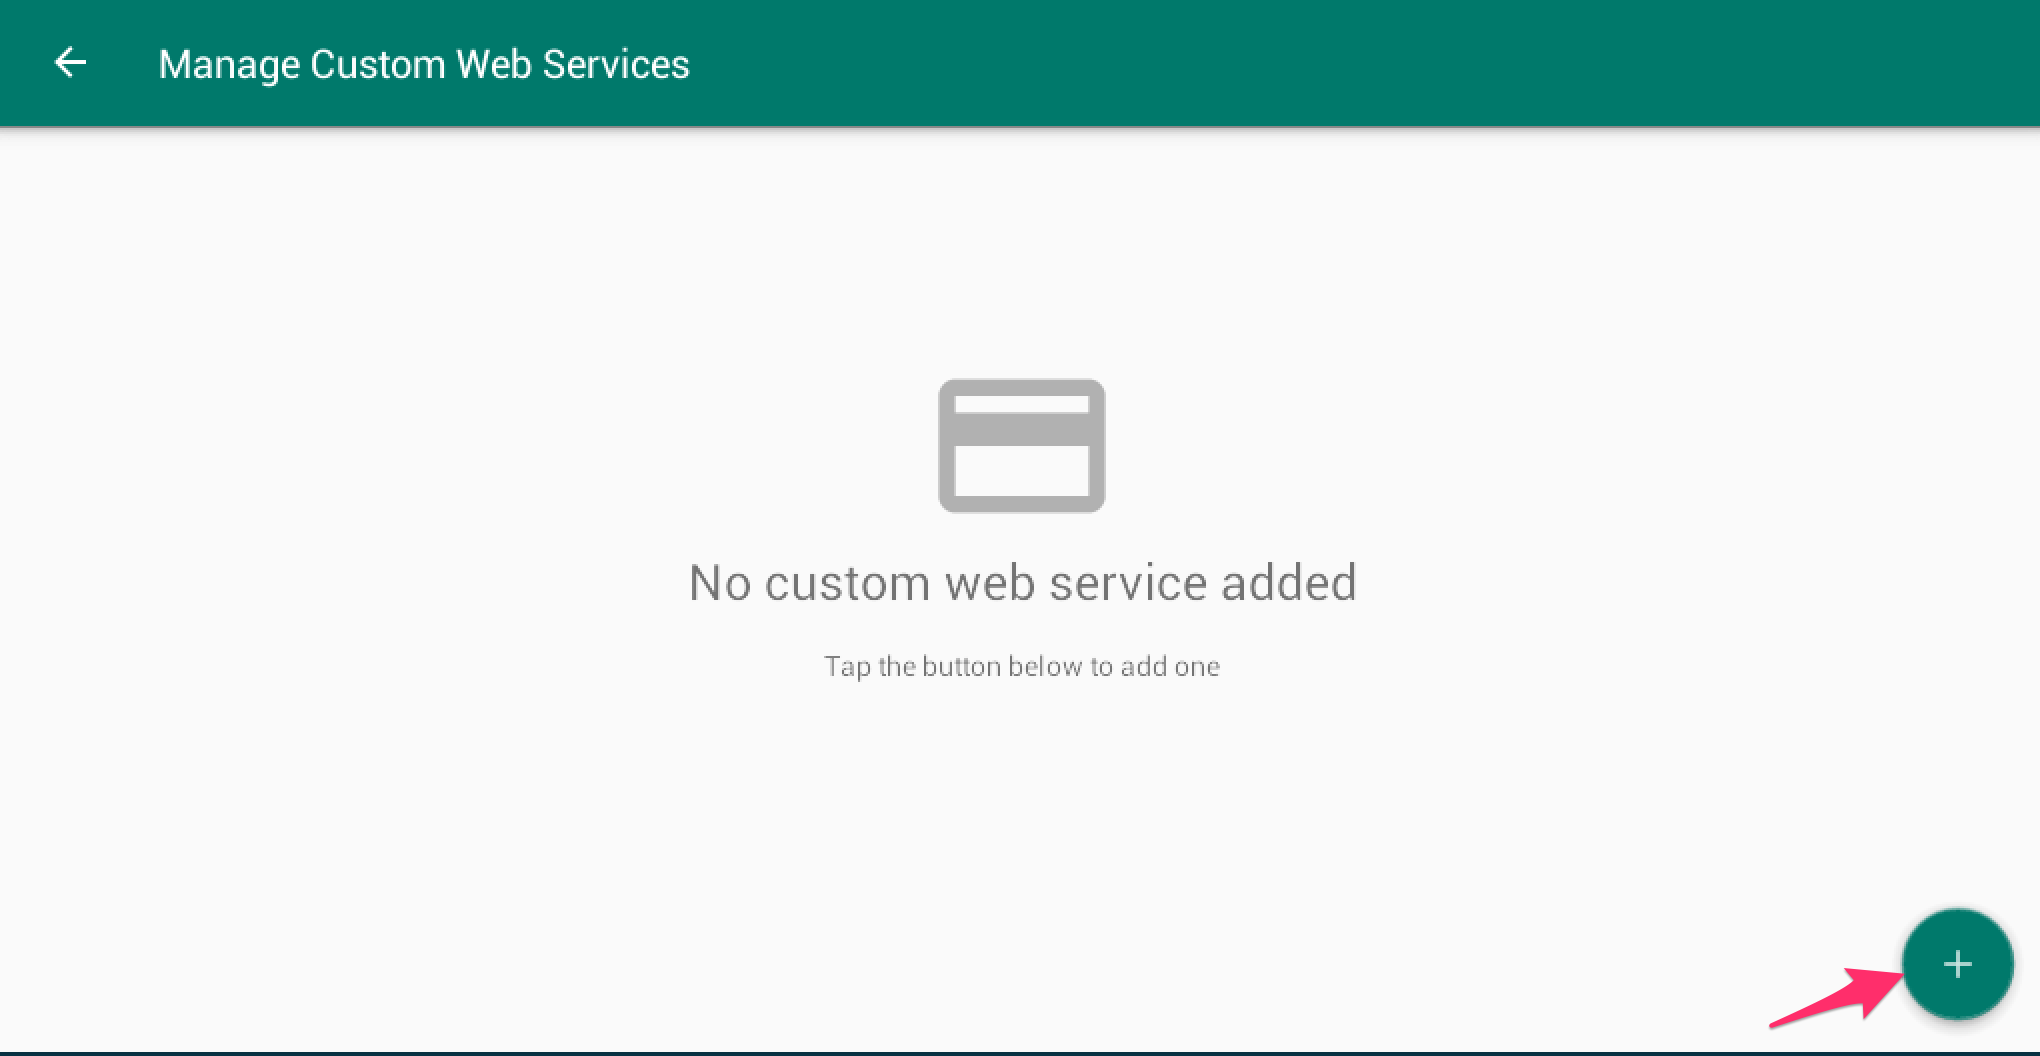 Manage Custom Web Services
No custom web service added
Tap the button below to add one